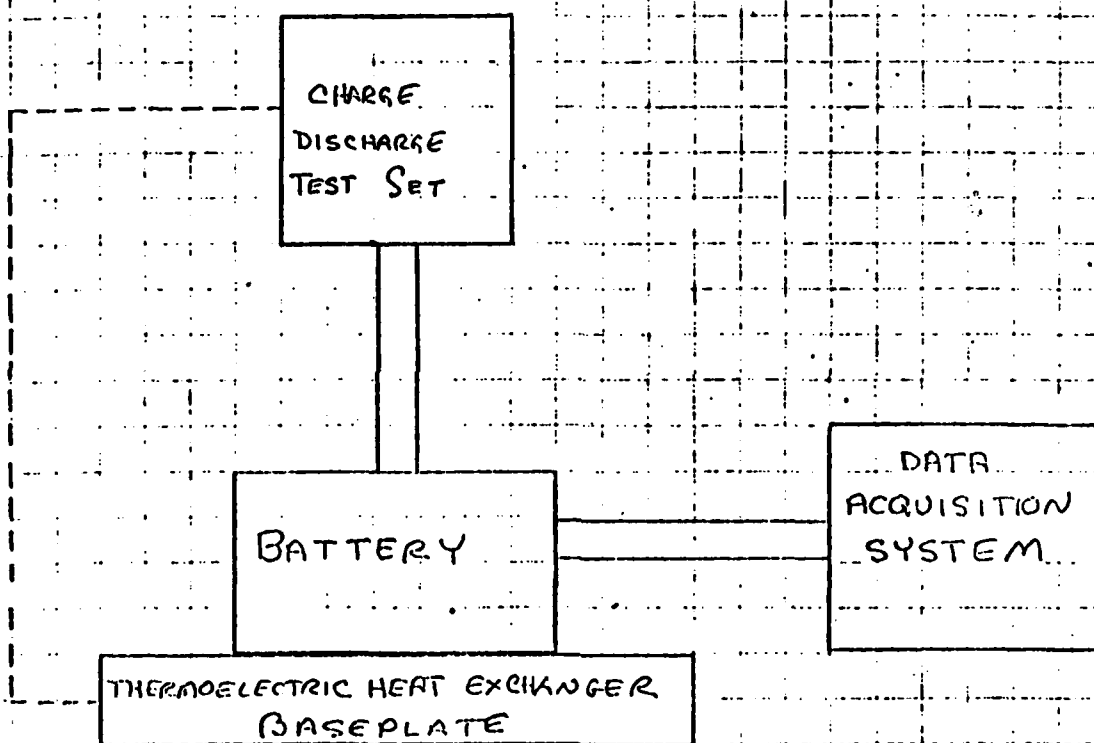 CHARGE
DISCHARGE
TEST SET
BATTERY
DATA
ACQUISITION
SYSTEM
THERMOELECTRIC HEAT EXCHANGER
BASEPLATE